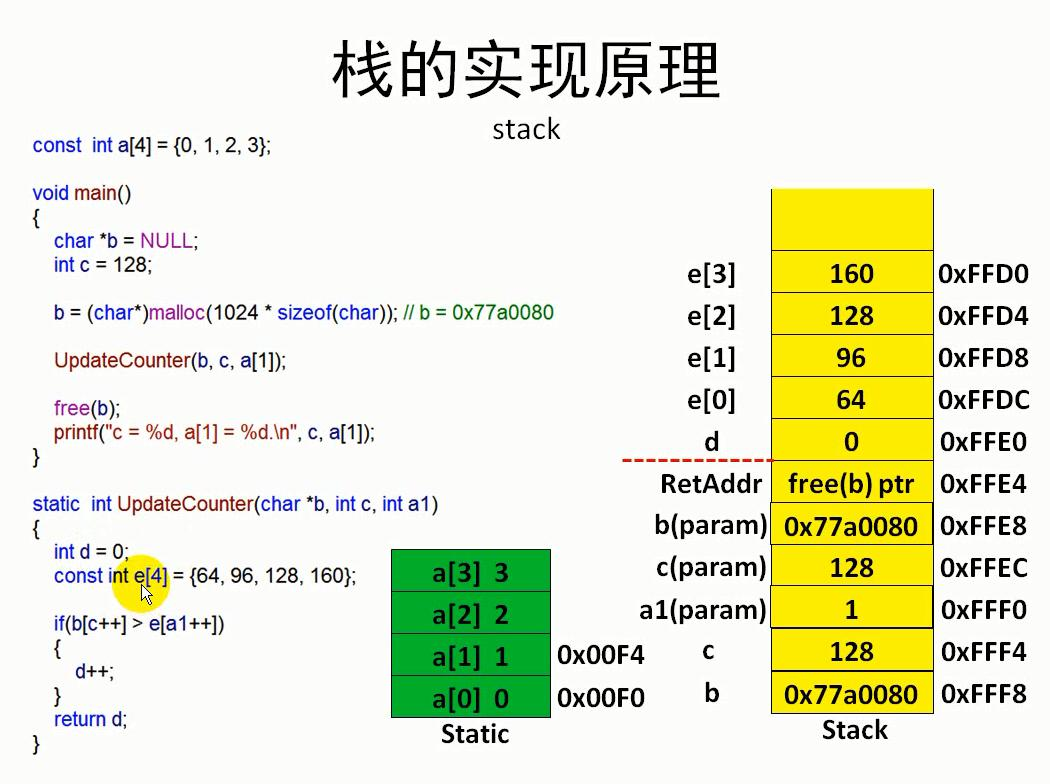 栈的实现原理
stack
const  int a[4] = {0, 1, 2, 3};
void main()
{
char *b = NULL;
int c = 128;
b = (char*)malloc(1024 * sizeof(char)); // b = 0x77a0080
UpdateCounter(b, c, a[1]);
free(b);
printf("c = %d, a[1] = %d.\n", c, a[1]);
}
static  int UpdateCounter(char *b, int c, int a1)
{
int d = 0;
const int e[4] = {64, 96, 128, 160};
if(b[c++] > e[a1++])
{
d++;
}
return d;
}
a[3] 3
a[2] 2
a[1] 1 0x00F4
a[0] 0 0x00F0
Static
e[3] 160 0xFFD0
e[2] 128 0xFFD4
e[1] 96 0xFFD8
e[0] 64 0xFFDC
d 0 0xFFE0
RetAddr free(b) ptr 0xFFE4
b(param) 0x77a0080 0xFFE8
c(param) 128 0xFFEC
a1(param) 1 0xFFF0
c 128 0xFFF4
b 0x77a0080 0xFFF8
Stack